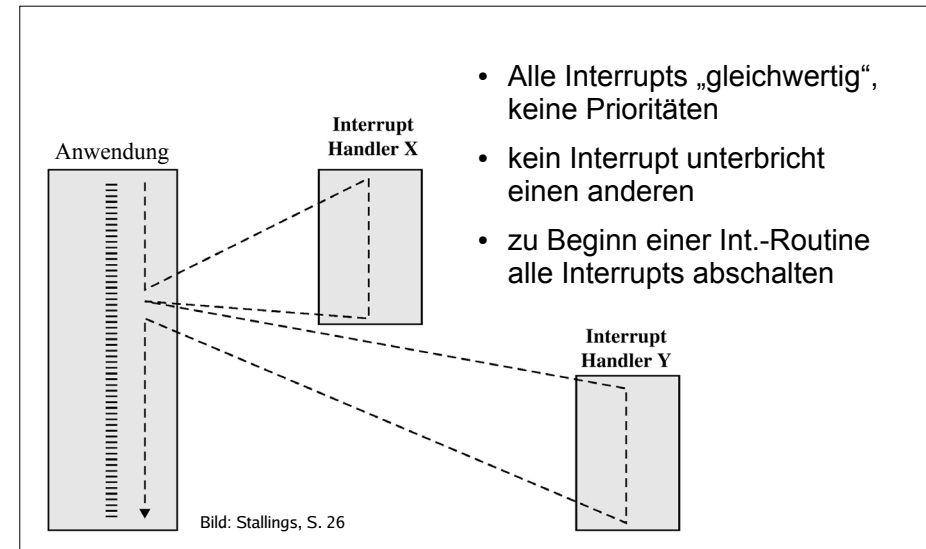 • Alle Interrupts „gleichwertig“,
keine Prioritäten
• kein Interrupt unterbricht
einen anderen
• zu Beginn einer Int.-Routine
alle Interrupts abschalten
Anwendung
Interrupt
Handler X
Interrupt
Handler Y
Bild: Stallings, S. 26